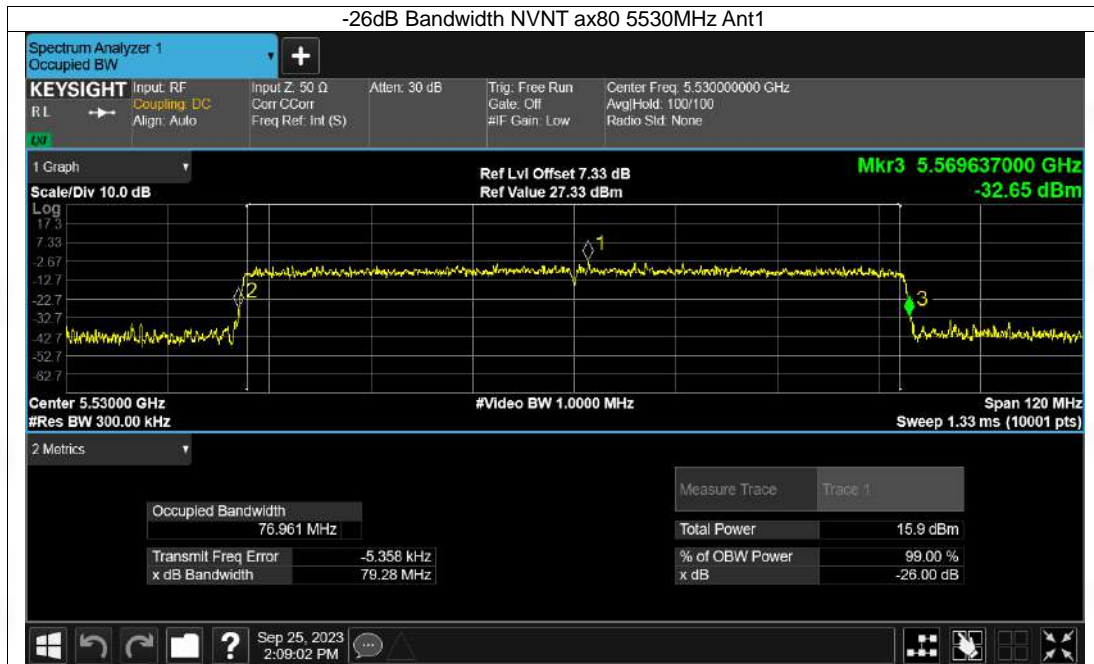 -26dB Bandwidth NVNT ax80 5530MHz Ant1
Spectrum Analyzer 1
Occupied BW
+
KEYSIGHT
RL
Input: RF
Coupling: DC
Align: Auto
Input Z: 50 Ω
Corr CCorr
Freq Ref: Int (S)
Atten: 30 dB
Trig: Free Run
Gate: Off
#IF Gain: Low
Center Freq: 5.530000000 GHz
Avg|Hold: 100/100
Radio Std: None
1 Graph
Scale/Div 10.0 dB
Ref Lvl Offset 7.33 dB
Ref Value 27.33 dBm
Mkr3 5.569637000 GHz
-32.65 dBm
Log
17.3
7.33
-2.67
-12.7
-22.7
-32.7
-42.7
-52.7
-62.7
1
2
3
Center 5.53000 GHz
#Res BW 300.00 kHz
#Video BW 1.0000 MHz
Span 120 MHz
Sweep 1.33 ms (10001 pts)
2 Metrics
Measure Trace Trace 1
Occupied Bandwidth
76.961 MHz
Total Power 15.9 dBm
Transmit Freq Error -5.358 kHz
% of OBW Power 99.00 %
x dB Bandwidth 79.28 MHz
x dB -26.00 dB
?
Sep 25, 2023
2:09:02 PM